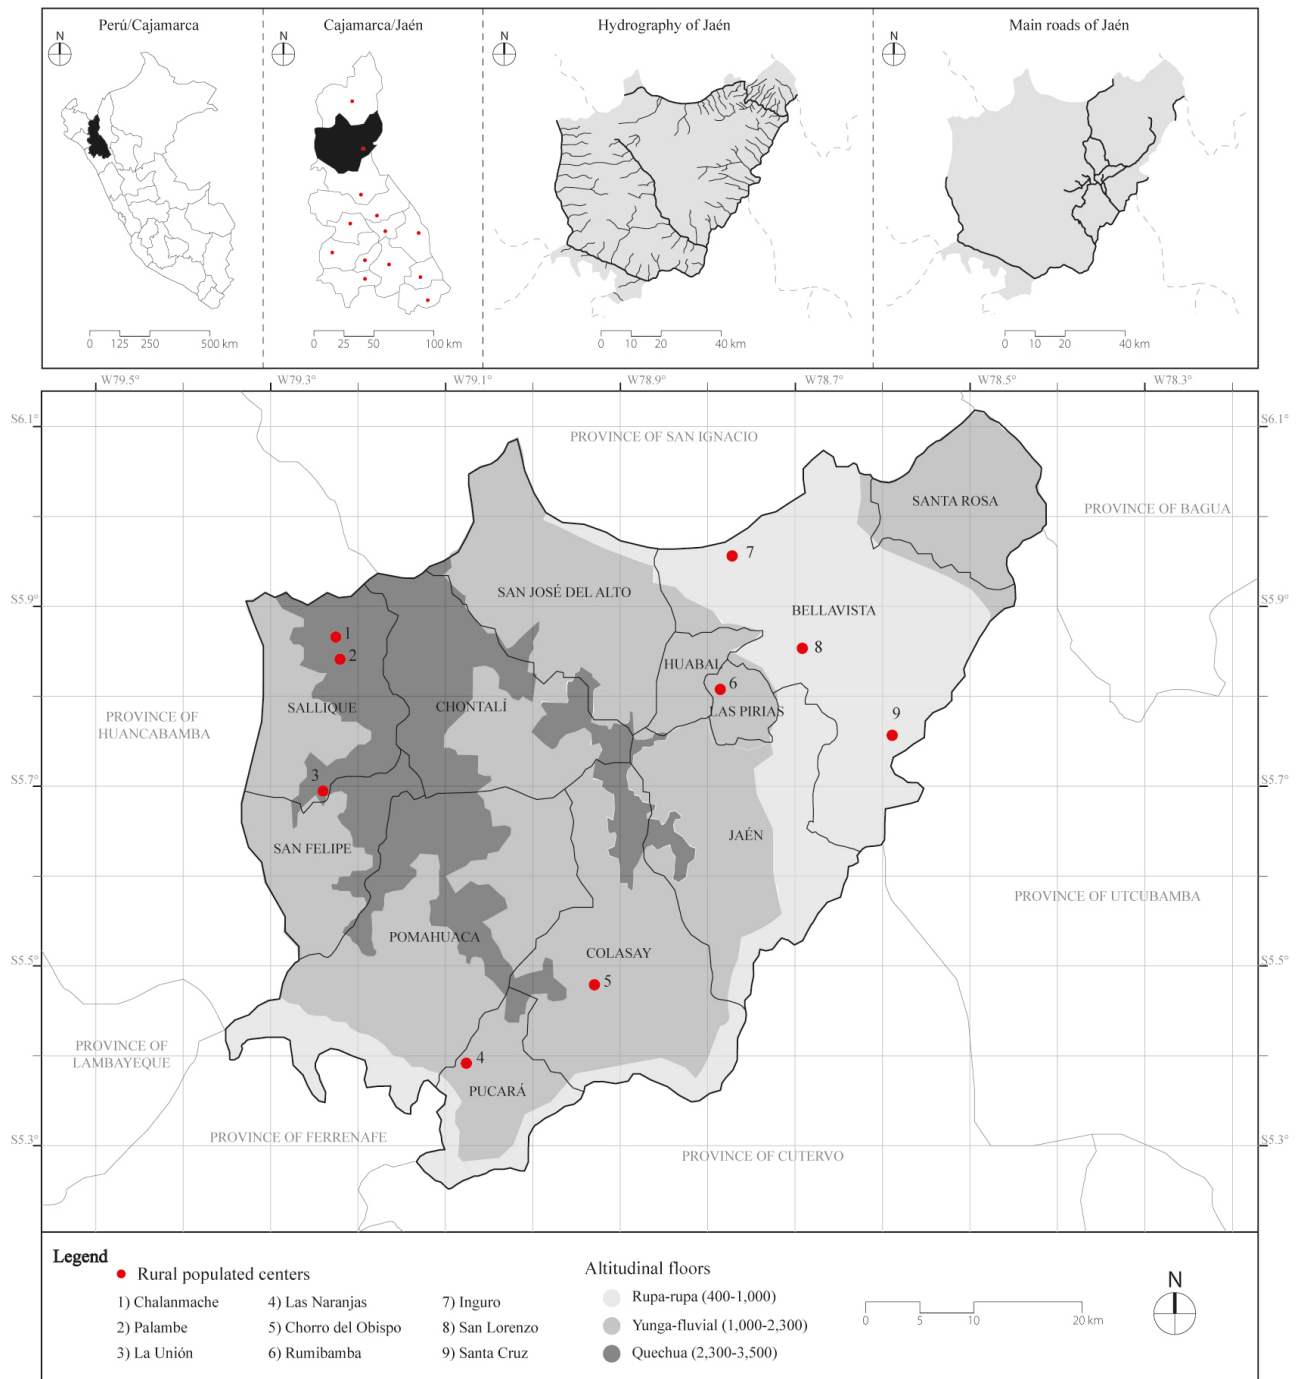 Perú/Cajamarca
Cajamarca/Jaén
Hydrography of Jaén
Main roads of Jaén
N
N
N
N
0 125 250 500 km
0 25 50 100 km
0 10 20 40 km
0 10 20 40 km
W79.5° W79.3° W79.1° W78.9° W78.7° W78.5° W78.3°
S6.1° S6.1°
PROVINCE OF SAN IGNACIO
SANTA ROSA
PROVINCE OF BAGUA
7
SAN JOSÉ DEL ALTO
BELLAVISTA
S5.9° S5.9°
1
2
8
HUABAL
6
SALLIQUE
CHONTALÍ
LAS PIRIAS
9
PROVINCE OF
HUANCABAMBA
3
S5.7° S5.7°
JAÉN
SAN FELIPE
PROVINCE OF UTCUBAMBA
POMAHUACA
COLASAY
S5.5° S5.5°
5
PROVINCE OF
LAMBAYEQUE
4
PUCARÁ
PROVINCE OF FERRENAFE
S5.3° S5.3°
PROVINCE OF CUTERVO
Legend
Rural populated centers
1) Chalanmache
2) Palambe
3) La Unión
4) Las Naranjas
5) Chorro del Obispo
6) Rumibamba
7) Inguro
8) San Lorenzo
9) Santa Cruz
Altitudinal floors
Rupa-rupa (400-1,000)
Yunga-fluvial (1,000-2,300)
Quechua (2,300-3,500)
0 5 10 20 km
N